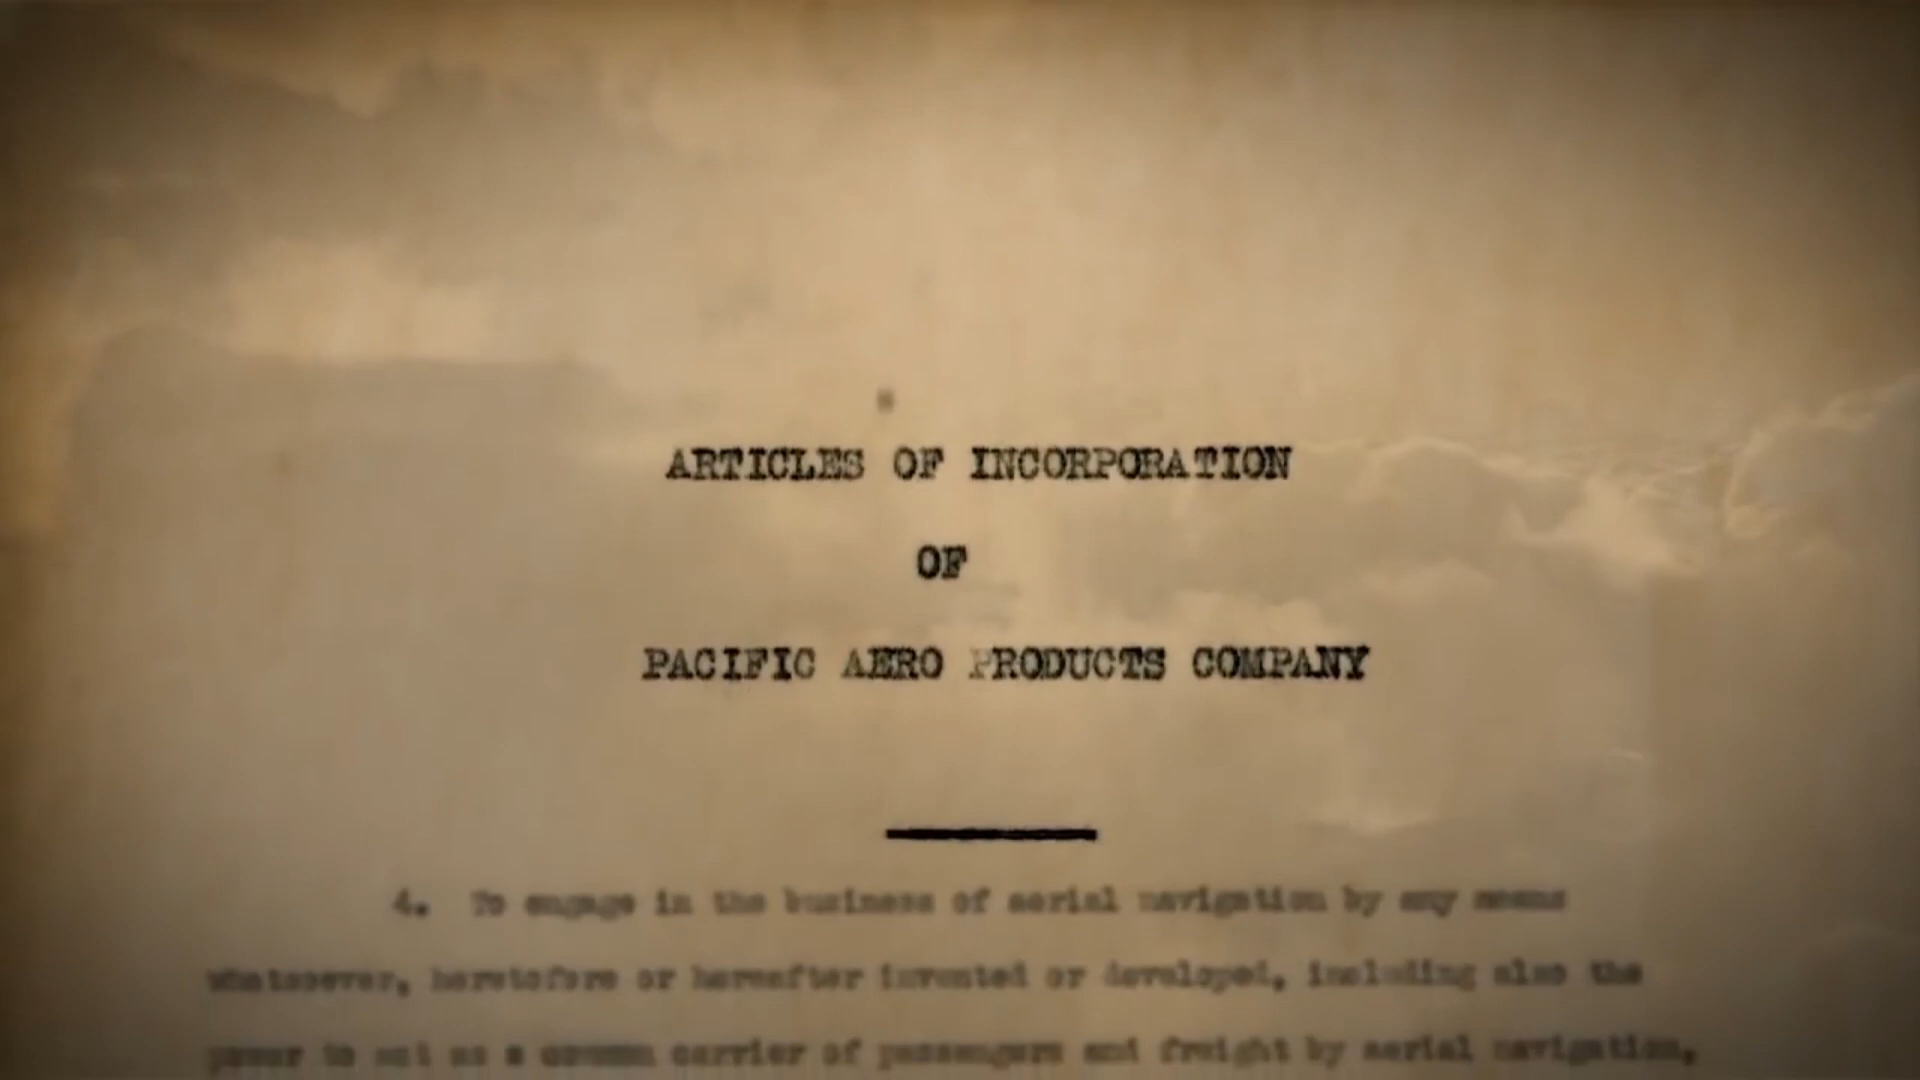 ARTICLES OF INCORPORATION
OF
PACIFIC AERO PRODUCTS COMPANY
4. To engage in the business of aerial navigation by any means
whatsoever, heretofore or hereafter invented or developed, including also the
power to act as a common carrier of passengers and freight by aerial navigation,